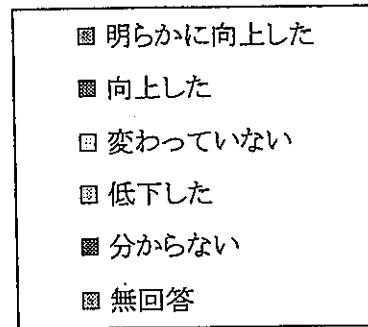 明らかに向上した
向上した
変わっていない
低下した
分からない
無回答